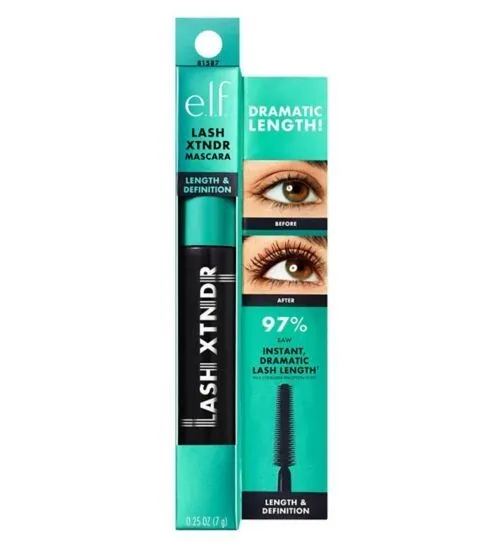 81587
e.l.f.
LASH
XTNDR
MASCARA
LENGTH &
DEFINITION
LASH XTNDR
0.25 OZ (7 g)
DRAMATIC
LENGTH!
BEFORE
AFTER
97%
SAW
INSTANT,
DRAMATIC
LASH LENGTH
LENGTH &
DEFINITION